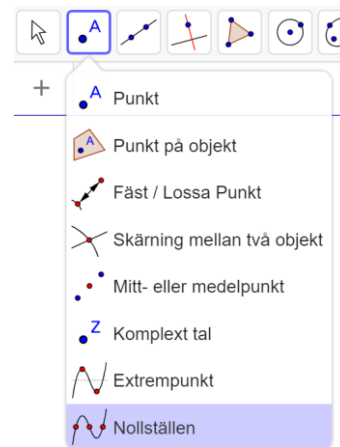 A
A Punkt
A Punkt på objekt
Fäst / Lossa Punkt
Skärning mellan två objekt
Mitt- eller medelpunkt
Z Komplext tal
Extrempunkt
Nollställen